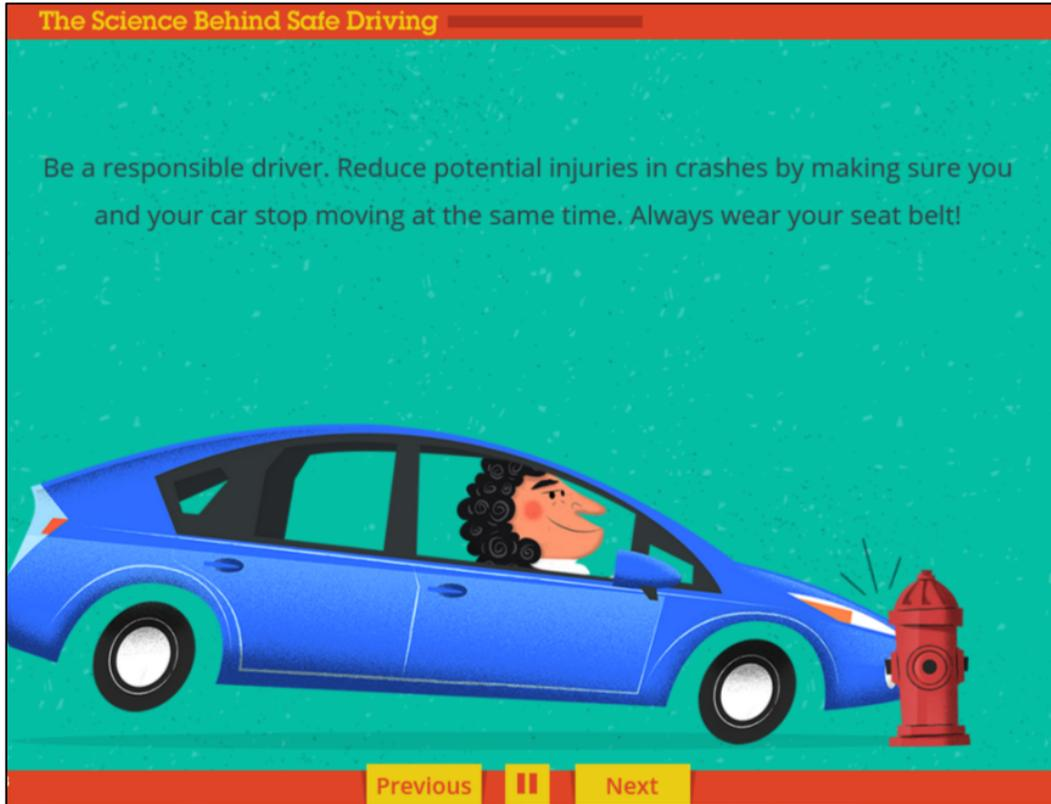 The Science Behind Safe Driving
Be a responsible driver. Reduce potential injuries in crashes by making sure you
and your car stop moving at the same time. Always wear your seat belt!
Previous
Next